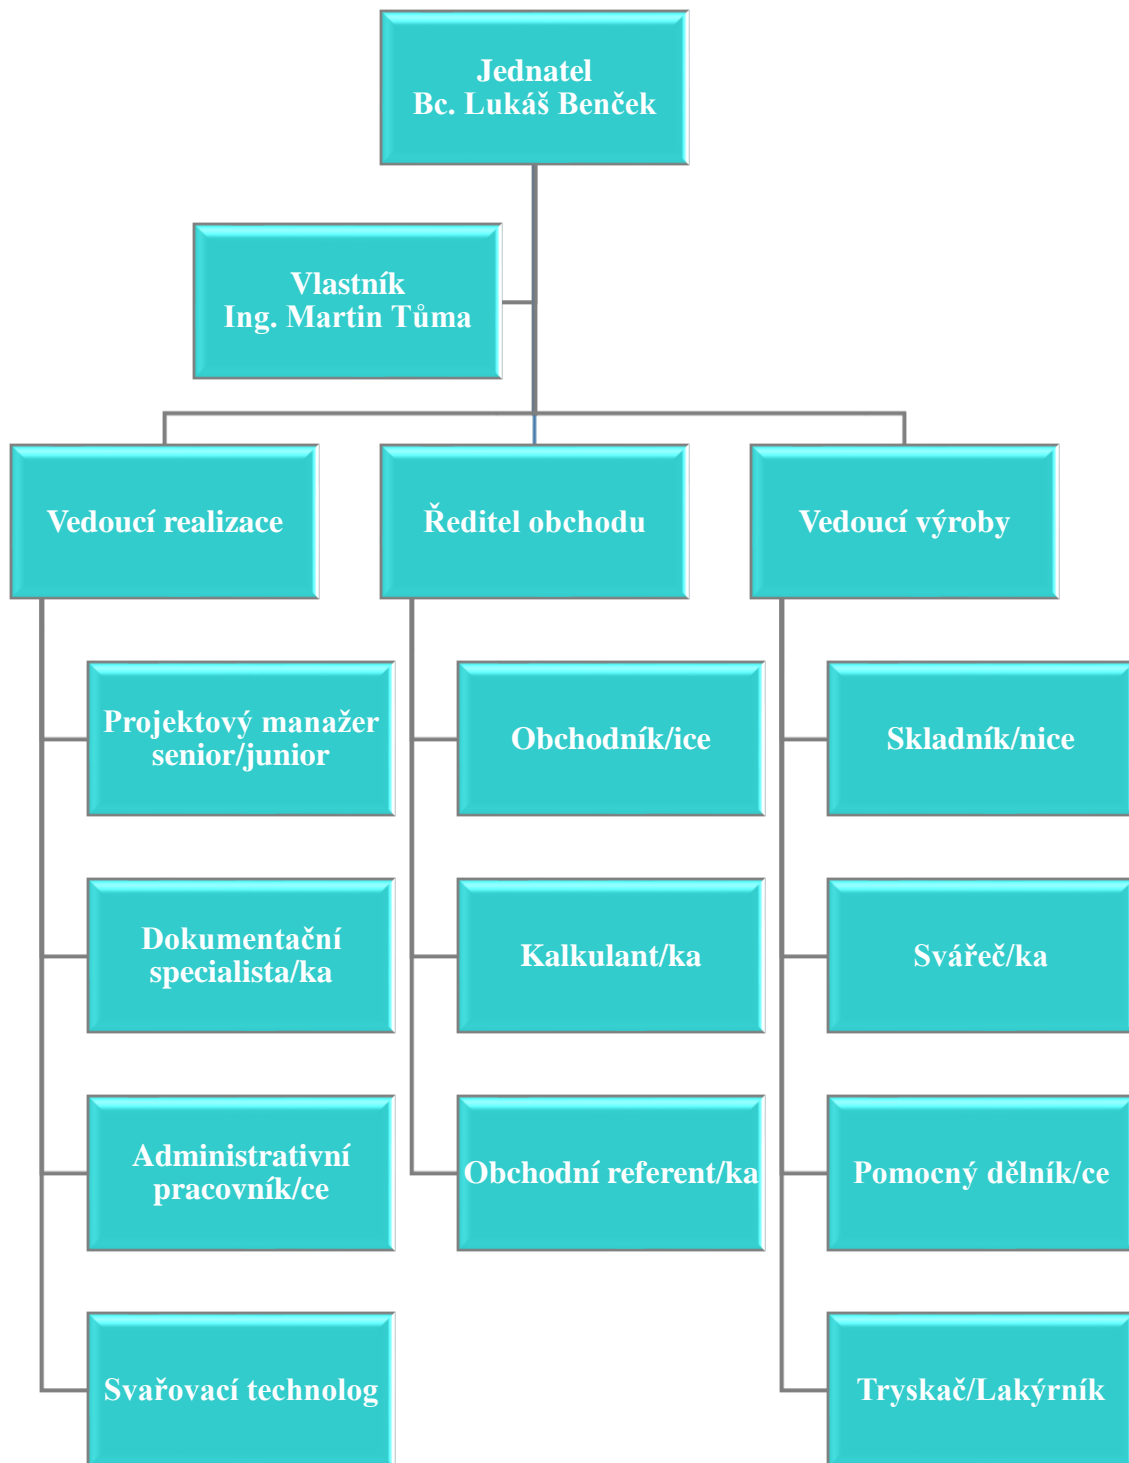 Jednatel
Bc. Lukáš Benček
Vlastník
Ing. Martin Tůma
Vedoucí realizace
Ředitel obchodu
Vedoucí výroby
Projektový manažer
senior/junior
Obchodník/ice
Skladník/nice
Dokumentační
specialista/ka
Kalkulant/ka
Svářeč/ka
Administrativní
pracovník/ce
Obchodní referent/ka
Pomocný dělník/ce
Svařovací technolog
Tryskač/Lakýrník